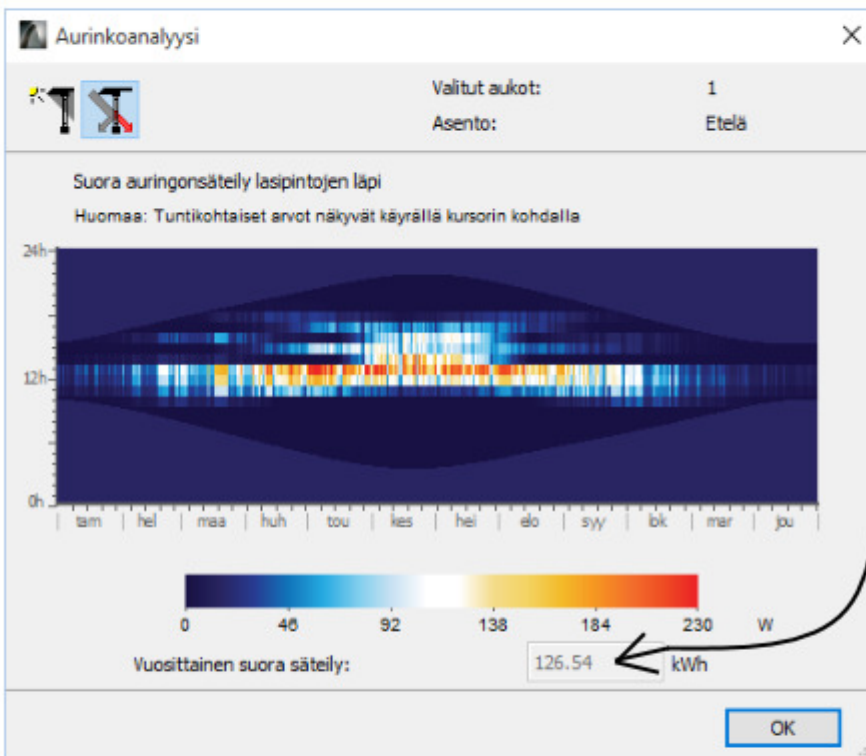 Aurinkoanalyysi
Valitut aukot: 1
Asento: Etelä
Suora auringonsäteily lasipintojen läpi
Huomaa: Tuntikohtaiset arvot näkyvät käyrällä kursorin kohdalla
24h
12h
0h
tam hel maa huh tou kes hei elo syy lok mar jou
0 46 92 138 184 230 W
Vuosittainen suora säteily: 126.54 kWh
OK